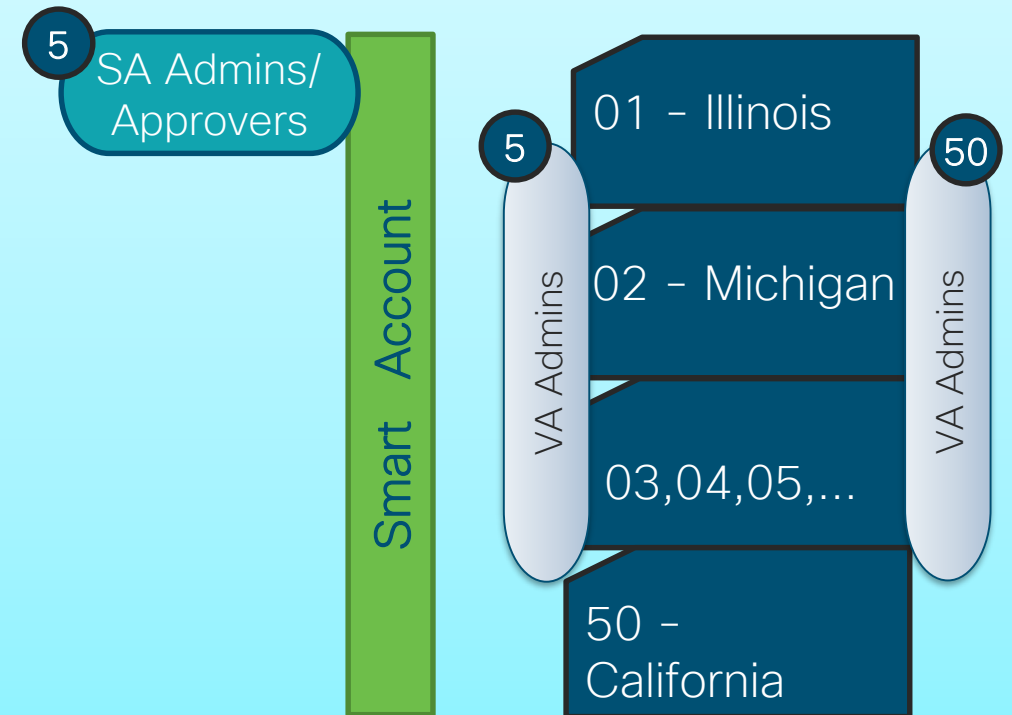 5
SA Admins/
Approvers
Smart Account
5
VA Admins
01 - Illinois
02 - Michigan
03,04,05,...
50 -
California
50
VA Admins